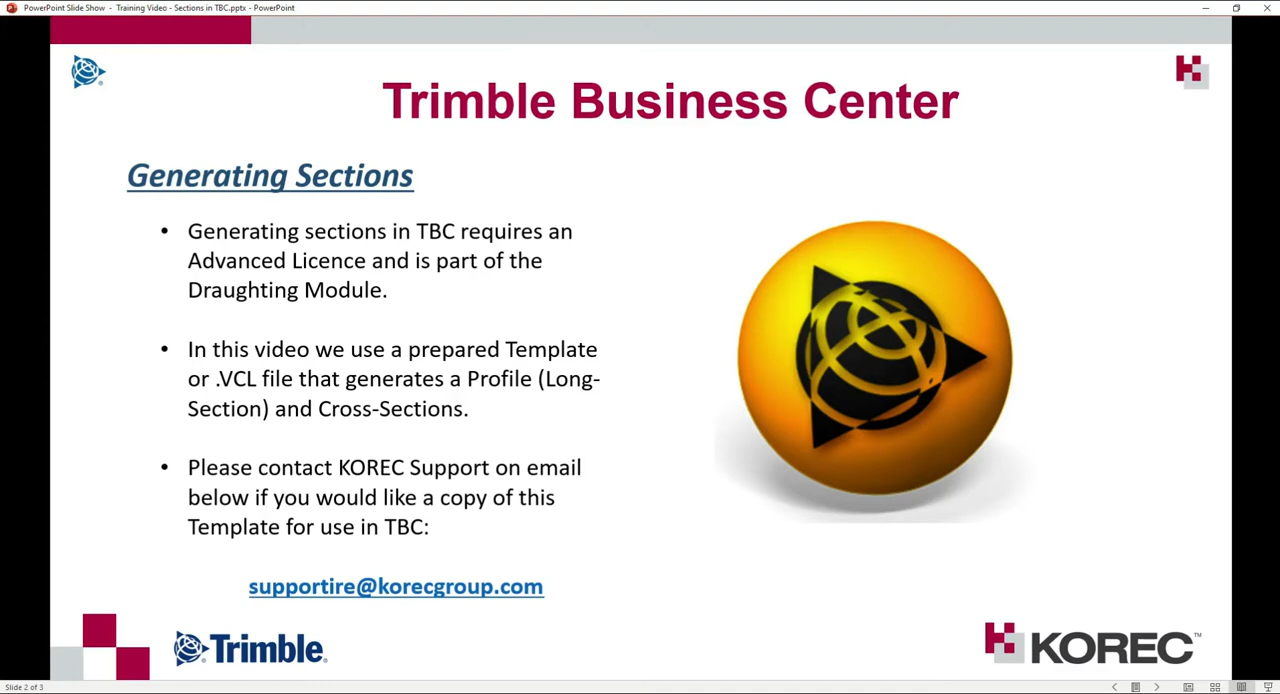 PowerPoint Slide Show - Training Video - Sections in TBC.pptx - PowerPoint
Trimble Business Center
Generating Sections
• Generating sections in TBC requires an
Advanced Licence and is part of the
Draughting Module.
• In this video we use a prepared Template
or .VCL file that generates a Profile (Long-
Section) and Cross-Sections.
• Please contact KOREC Support on email
below if you would like a copy of this
Template for use in TBC:
supportire@korecgroup.com
Trimble®
KOREC™
Slide 2 of 3